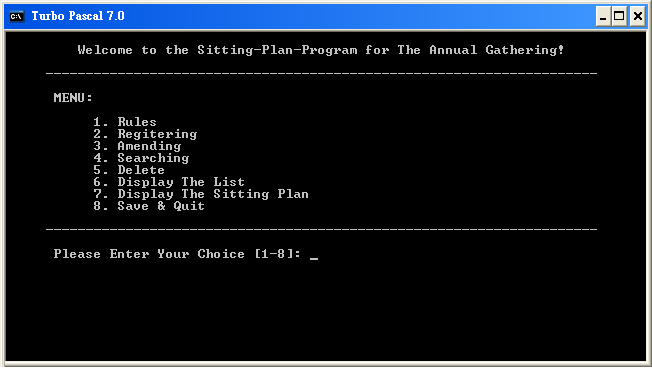 Turbo Pascal 7.0
Welcome to the Sitting-Plan-Program for The Annual Gathering!
MENU:
1. Rules
2. Regitering
3. Amending
4. Searching
5. Delete
6. Display The List
7. Display The Sitting Plan
8. Save & Quit
Please Enter Your Choice [1-8]: _